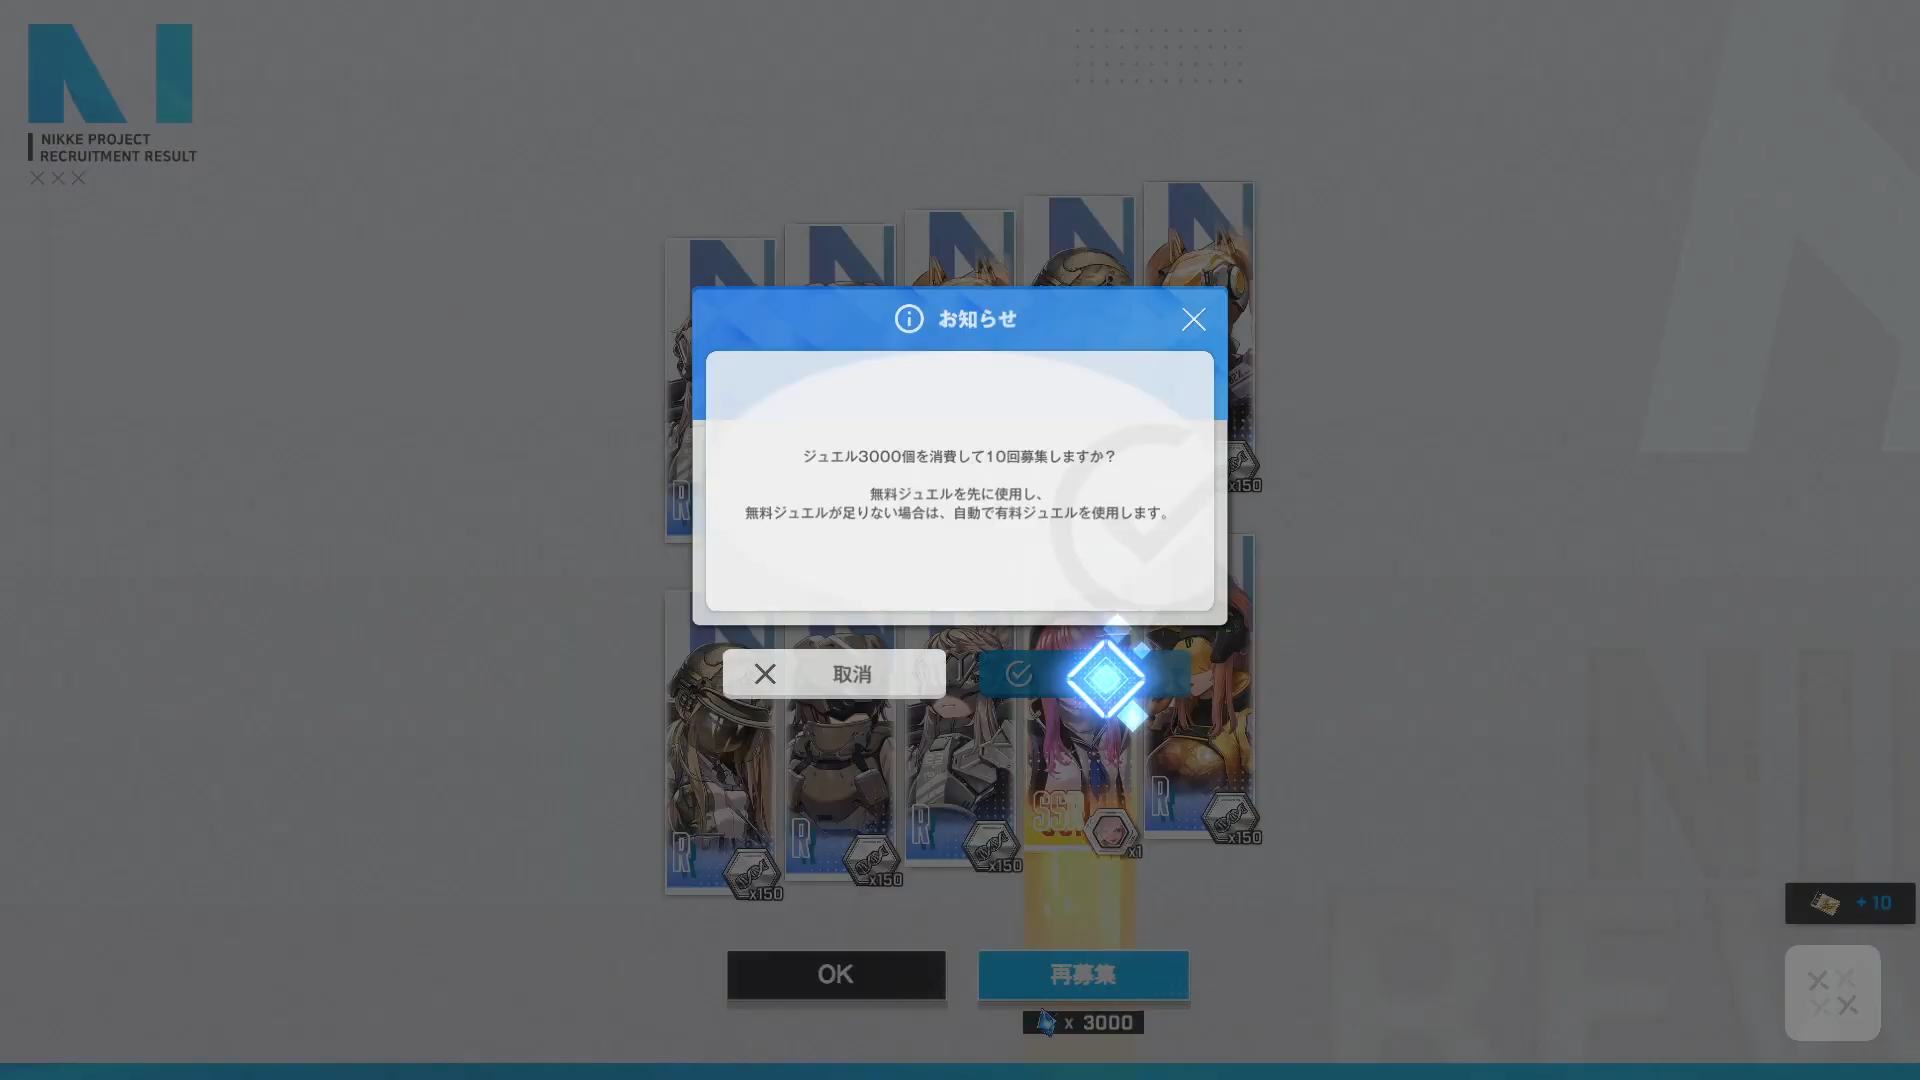 NIKKE PROJECT
RECRUITMENT RESULT
お知らせ
ジュエル3000個を消費して10回募集しますか？
無料ジュエルを先に使用し、
無料ジュエルが足りない場合は、自動で有料ジュエルを使用します。
取消
R
x150
R
x150
R
x150
R
x150
SSR
x1
R
x150
+ 10
OK
再募集
x 3000